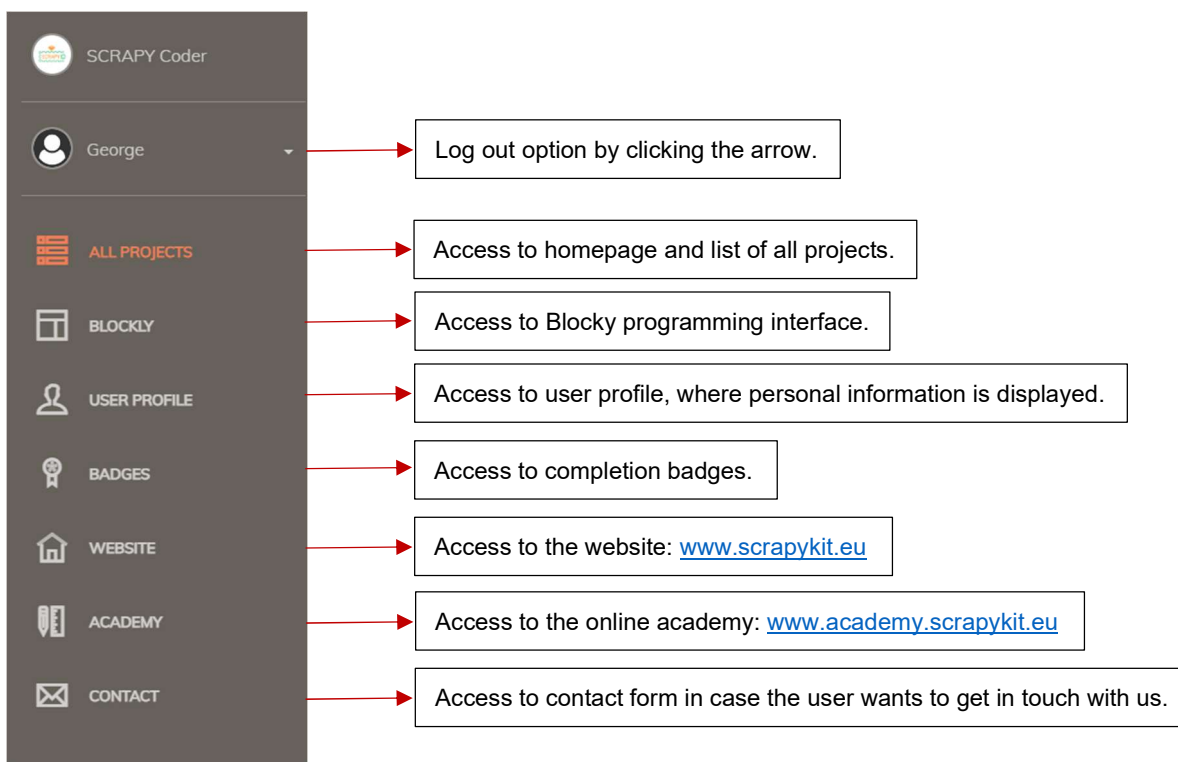 SCRAPY Coder
George
Log out option by clicking the arrow.
ALL PROJECTS
Access to homepage and list of all projects.
BLOCKLY
Access to Blocky programming interface.
USER PROFILE
Access to user profile, where personal information is displayed.
BADGES
Access to completion badges.
WEBSITE
Access to the website: www.scrapykit.eu
ACADEMY
Access to the online academy: www.academy.scrapykit.eu
CONTACT
Access to contact form in case the user wants to get in touch with us.